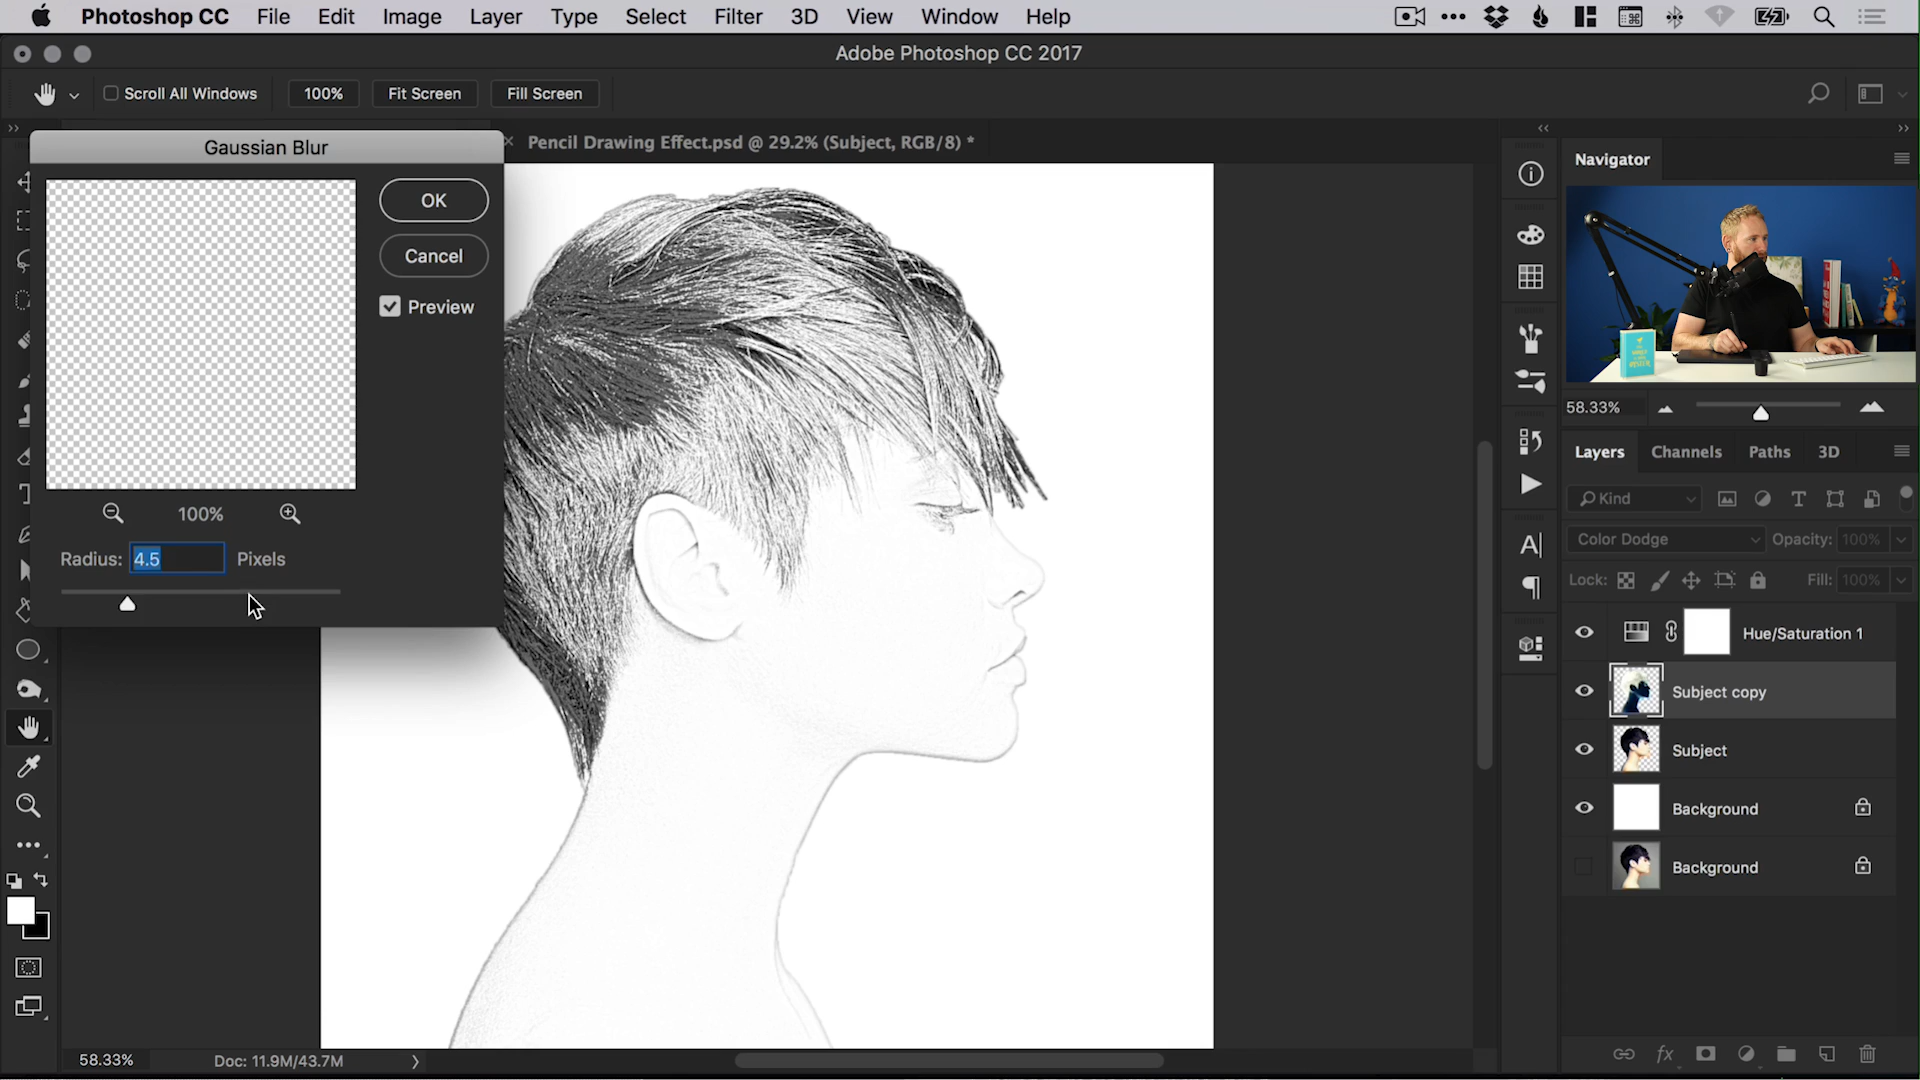 Photoshop CC File Edit Image Layer Type Select Filter 3D View Window Help
Adobe Photoshop CC 2017
Scroll All Windows 100% Fit Screen Fill Screen
Gaussian Blur
Pencil Drawing Effect.psd @ 29.2% (Subject, RGB/8) *
OK
Cancel
Preview
100%
Radius: 4.5 Pixels
Navigator
58.33%
Layers Channels Paths 3D
Kind
Color Dodge Opacity: 100%
Lock: Fill: 100%
Hue/Saturation 1
Subject copy
Subject
Background
Background
58.33% Doc: 11.9M/43.7M